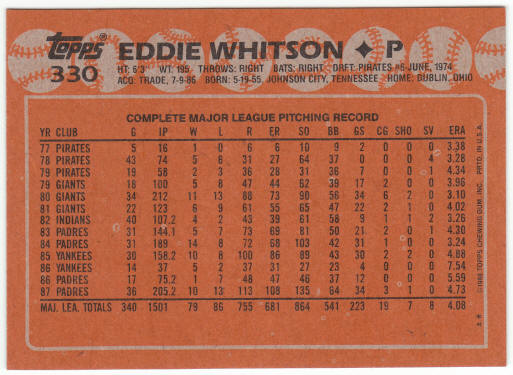 Topps
330
EDDIE WHITSON P
HT: 6'3 WT: 195 THROWS: RIGHT BATS: RIGHT DRFT: PIRATES #6-JUNE, 1974
ACQ: TRADE, 7-9-86 BORN: 5-19-55 JOHNSON CITY, TENNESSEE HOME: DUBLIN, OHIO
COMPLETE MAJOR LEAGUE PITCHING RECORD
YR CLUB G IP W L R ER SO BB GS CG SHO SV ERA
77 PIRATES 5 16 1 0 6 6 10 9 2 0 0 0 3.38
78 PIRATES 43 74 5 6 31 27 64 37 0 0 0 4 3.28
79 PIRATES 19 58 2 3 36 28 31 36 7 0 0 1 4.34
79 GIANTS 18 100 5 8 47 44 62 39 17 2 0 0 3.96
80 GIANTS 34 212 11 13 88 73 90 56 34 6 2 0 3.10
81 GIANTS 22 123 6 9 61 55 65 47 22 2 1 0 4.02
82 INDIANS 40 107.2 4 2 43 39 61 58 9 1 1 2 3.26
83 PADRES 31 144.1 5 7 73 69 81 50 21 2 0 1 4.30
84 PADRES 31 189 14 8 72 68 103 42 31 1 0 0 3.24
85 YANKEES 30 158.2 10 8 100 86 89 43 30 2 2 0 4.88
86 YANKEES 14 37 5 2 37 31 27 23 4 0 0 0 7.54
86 PADRES 17 75.2 1 7 48 47 46 37 12 0 0 0 5.59
87 PADRES 36 205.2 10 13 113 108 135 64 34 3 1 0 4.73
MAJ. LEA. TOTALS 340 1501 79 86 755 681 864 541 223 19 7 8 4.08
©1988 TOPPS CHEWING GUM, INC. PRTD. IN U.S.A.